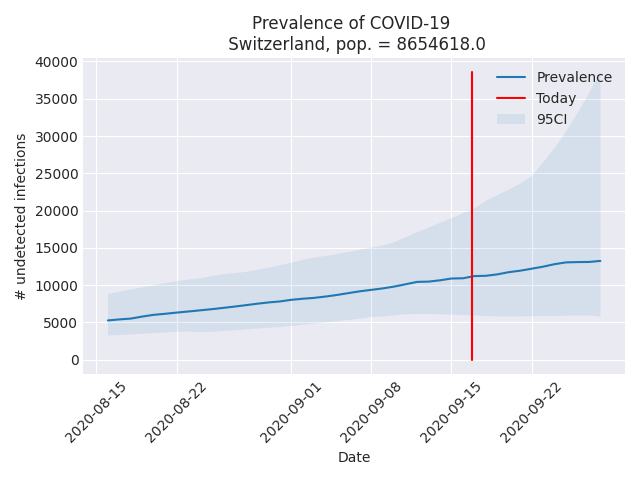 Prevalence of COVID-19
Switzerland, pop. = 8654618.0
# undetected infections
40000
35000
30000
25000
20000
15000
10000
5000
0
Prevalence
Today
95CI
2020-08-15
2020-08-22
2020-09-01
2020-09-08
2020-09-15
2020-09-22
Date